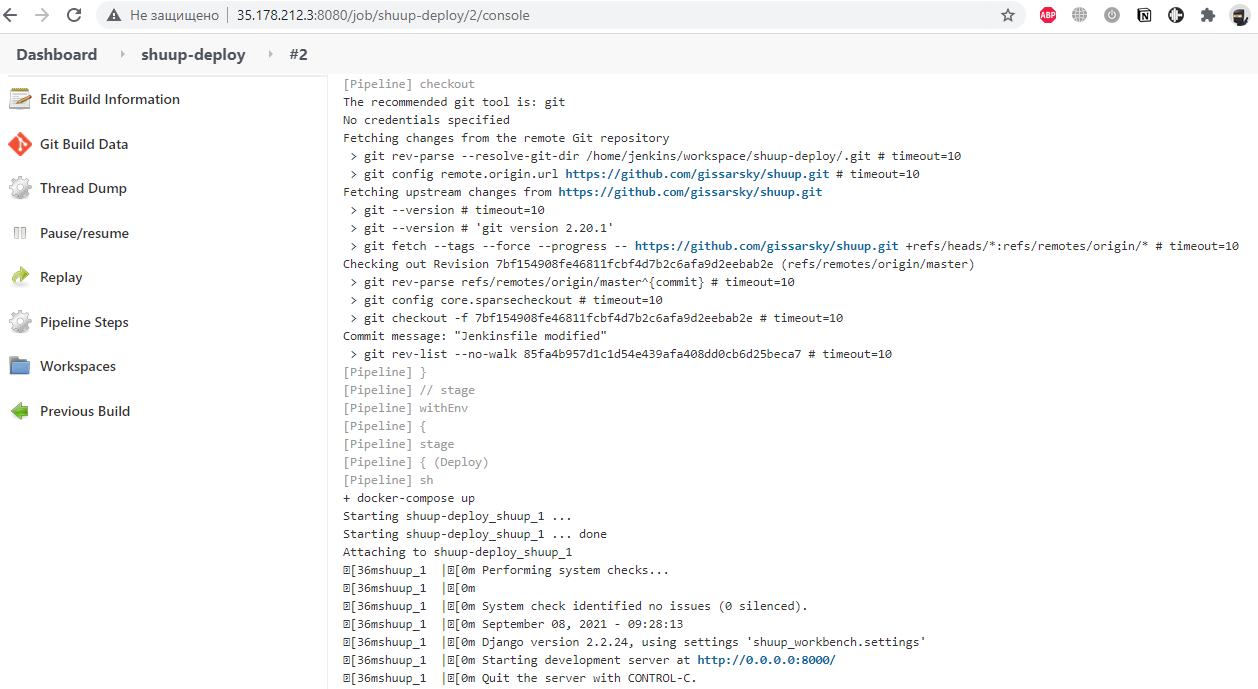 Не защищено 35.178.212.3:8080/job/shuup-deploy/2/console
ABP
Dashboard shuup-deploy #2
Edit Build Information
Git Build Data
Thread Dump
Pause/resume
Replay
Pipeline Steps
Workspaces
Previous Build
[Pipeline] checkout
The recommended git tool is: git
No credentials specified
Fetching changes from the remote Git repository
> git rev-parse --resolve-git-dir /home/jenkins/workspace/shuup-deploy/.git # timeout=10
> git config remote.origin.url https://github.com/gissarsky/shuup.git # timeout=10
Fetching upstream changes from https://github.com/gissarsky/shuup.git
> git --version # timeout=10
> git --version # 'git version 2.20.1'
> git fetch --tags --force --progress -- https://github.com/gissarsky/shuup.git +refs/heads/*:refs/remotes/origin/* # timeout=10
Checking out Revision 7bf154908fe46811fcbf4d7b2c6afa9d2eebab2e (refs/remotes/origin/master)
> git rev-parse refs/remotes/origin/master^{commit} # timeout=10
> git config core.sparsecheckout # timeout=10
> git checkout -f 7bf154908fe46811fcbf4d7b2c6afa9d2eebab2e # timeout=10
Commit message: "Jenkinsfile modified"
> git rev-list --no-walk 85fa4b957d1c1d54e439afa408dd0cb6d25beca7 # timeout=10
[Pipeline] }
[Pipeline] // stage
[Pipeline] withEnv
[Pipeline] {
[Pipeline] stage
[Pipeline] { (Deploy)
[Pipeline] sh
+ docker-compose up
Starting shuup-deploy_shuup_1 ...
Starting shuup-deploy_shuup_1 ... done
Attaching to shuup-deploy_shuup_1
[36mshuup_1 |[0m Performing system checks...
[36mshuup_1 |[0m
[36mshuup_1 |[0m System check identified no issues (0 silenced).
[36mshuup_1 |[0m September 08, 2021 - 09:28:13
[36mshuup_1 |[0m Django version 2.2.24, using settings 'shuup_workbench.settings'
[36mshuup_1 |[0m Starting development server at http://0.0.0.0:8000/
[36mshuup_1 |[0m Quit the server with CONTROL-C.